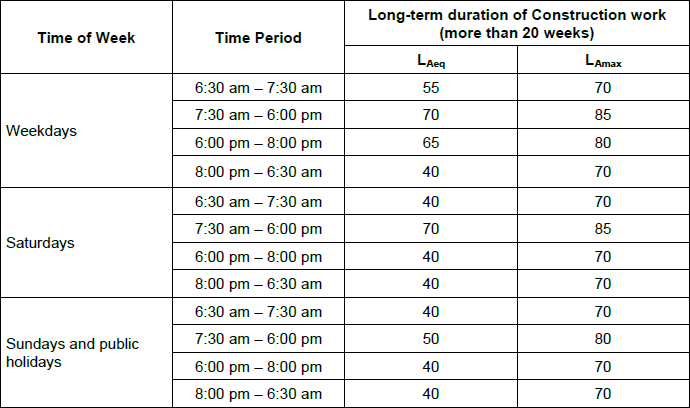 Time of Week Time Period Long-term duration of Construction work
(more than 20 weeks)
LAeq LAmax
Weekdays
6:30 am – 7:30 am 55 70
7:30 am – 6:00 pm 70 85
6:00 pm – 8:00 pm 65 80
8:00 pm – 6:30 am 40 70
Saturdays
6:30 am – 7:30 am 40 70
7:30 am – 6:00 pm 70 85
6:00 pm – 8:00 pm 40 70
8:00 pm – 6:30 am 40 70
Sundays and public
holidays
6:30 am – 7:30 am 40 70
7:30 am – 6:00 pm 50 80
6:00 pm – 8:00 pm 40 70
8:00 pm – 6:30 am 40 70